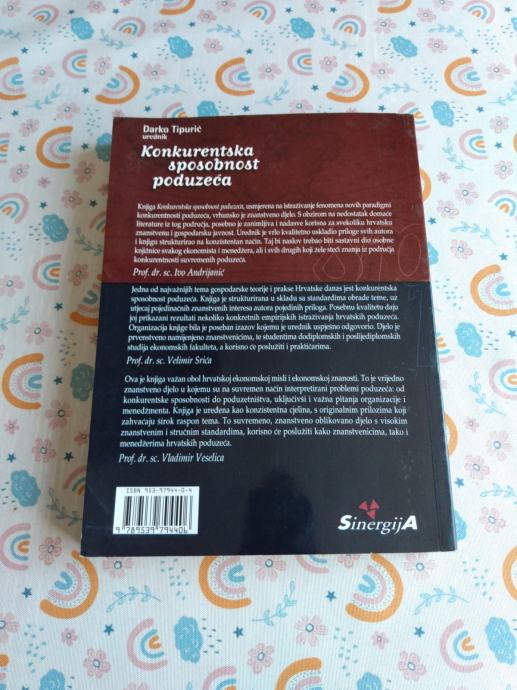 Darko Tipurić
urednik
Konkurentska
sposobnost
poduzeća
Knjiga Konkurentska sposobnost poduzeća, usmjerena na istraživanje fenomena novih paradigmi
konkurentnosti poduzeća, vrhunsko je znanstveno djelo. S obzirom na nedostatak domaće
literature iz tog područja, posebno je zanimljiva i nadasve korisna za svekoliku hrvatsku
znanstvenu i gospodarsku javnost. Urednik je vrlo kvalitetno uskladio priloge svih autora
i knjigu strukturirao na konzistentan način. Taj bi naslov trebao biti sastavni dio osobne
knjižnice svakog ekonomista i menedžera, ali i svih drugih koji žele steći znanja iz područja
konkurentnosti suvremenih poduzeća.
Prof. dr. sc. Ivo Andrijanić
Jedna od najvažnijih tema gospodarske teorije i prakse Hrvatske danas jest konkurentska
sposobnost poduzeća. Knjiga je strukturirana u skladu sa standardima obrade teme, uz
utjecaj pojedinačnih znanstvenih interesa autora pojedinih priloga. Posebnu kvalitetu daju
joj prikazani rezultati nekoliko konkretnih empirijskih istraživanja hrvatskih poduzeća.
Organizacija knjige bila je poseban izazov kojemu je urednik uspješno odgovorio. Djelo je
prvenstveno namijenjeno znanstvenicima, te studentima dodiplomskih i poslijediplomskih
studija ekonomskih fakulteta, a korisno će poslužiti i praktičarima.
Prof. dr. sc. Velimir Srića
Ova je knjiga važan obol hrvatskoj ekonomskoj misli i ekonomskoj znanosti. To je vrijedno
znanstveno djelo u kojemu su na suvremen način interpretirani problemi poduzeća: od
konkurentske sposobnosti do poduzetništva, uključivši i važna pitanja organizacije i
menedžmenta. Knjiga je uređena kao konzistentna cjelina, s originalnim prilozima koji
zahvaćaju širok raspon tema. To suvremeno, znanstveno oblikovano djelo s visokim
znanstvenim i stručnim standardima, korisno će poslužiti kako znanstvenicima, tako i
menedžerima hrvatskih poduzeća.
Prof. dr. sc. Vladimir Veselica
ISBN 953-97944-0-4
9 789539 794406
SinergijA